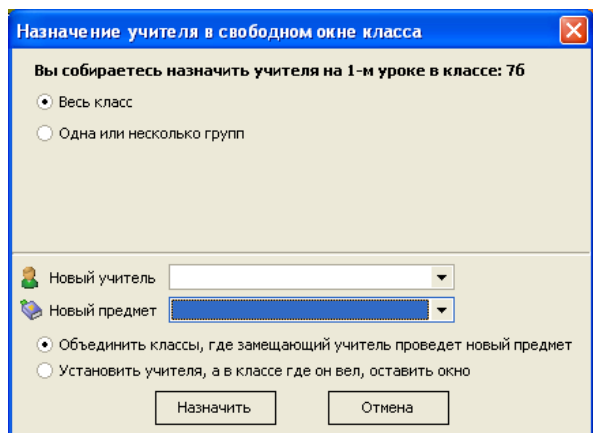 Назначение учителя в свободном окне класса
Вы собираетесь назначить учителя на 1-м уроке в классе: 7б
Весь класс
Одна или несколько групп
Новый учитель
Новый предмет
Объединить классы, где замещающий учитель проведет новый предмет
Установить учителя, а в классе где он вел, оставить окно
Назначить Отмена